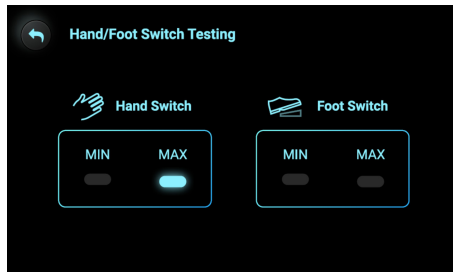 Hand/Foot Switch Testing
Hand Switch
MIN MAX
Foot Switch
MIN MAX